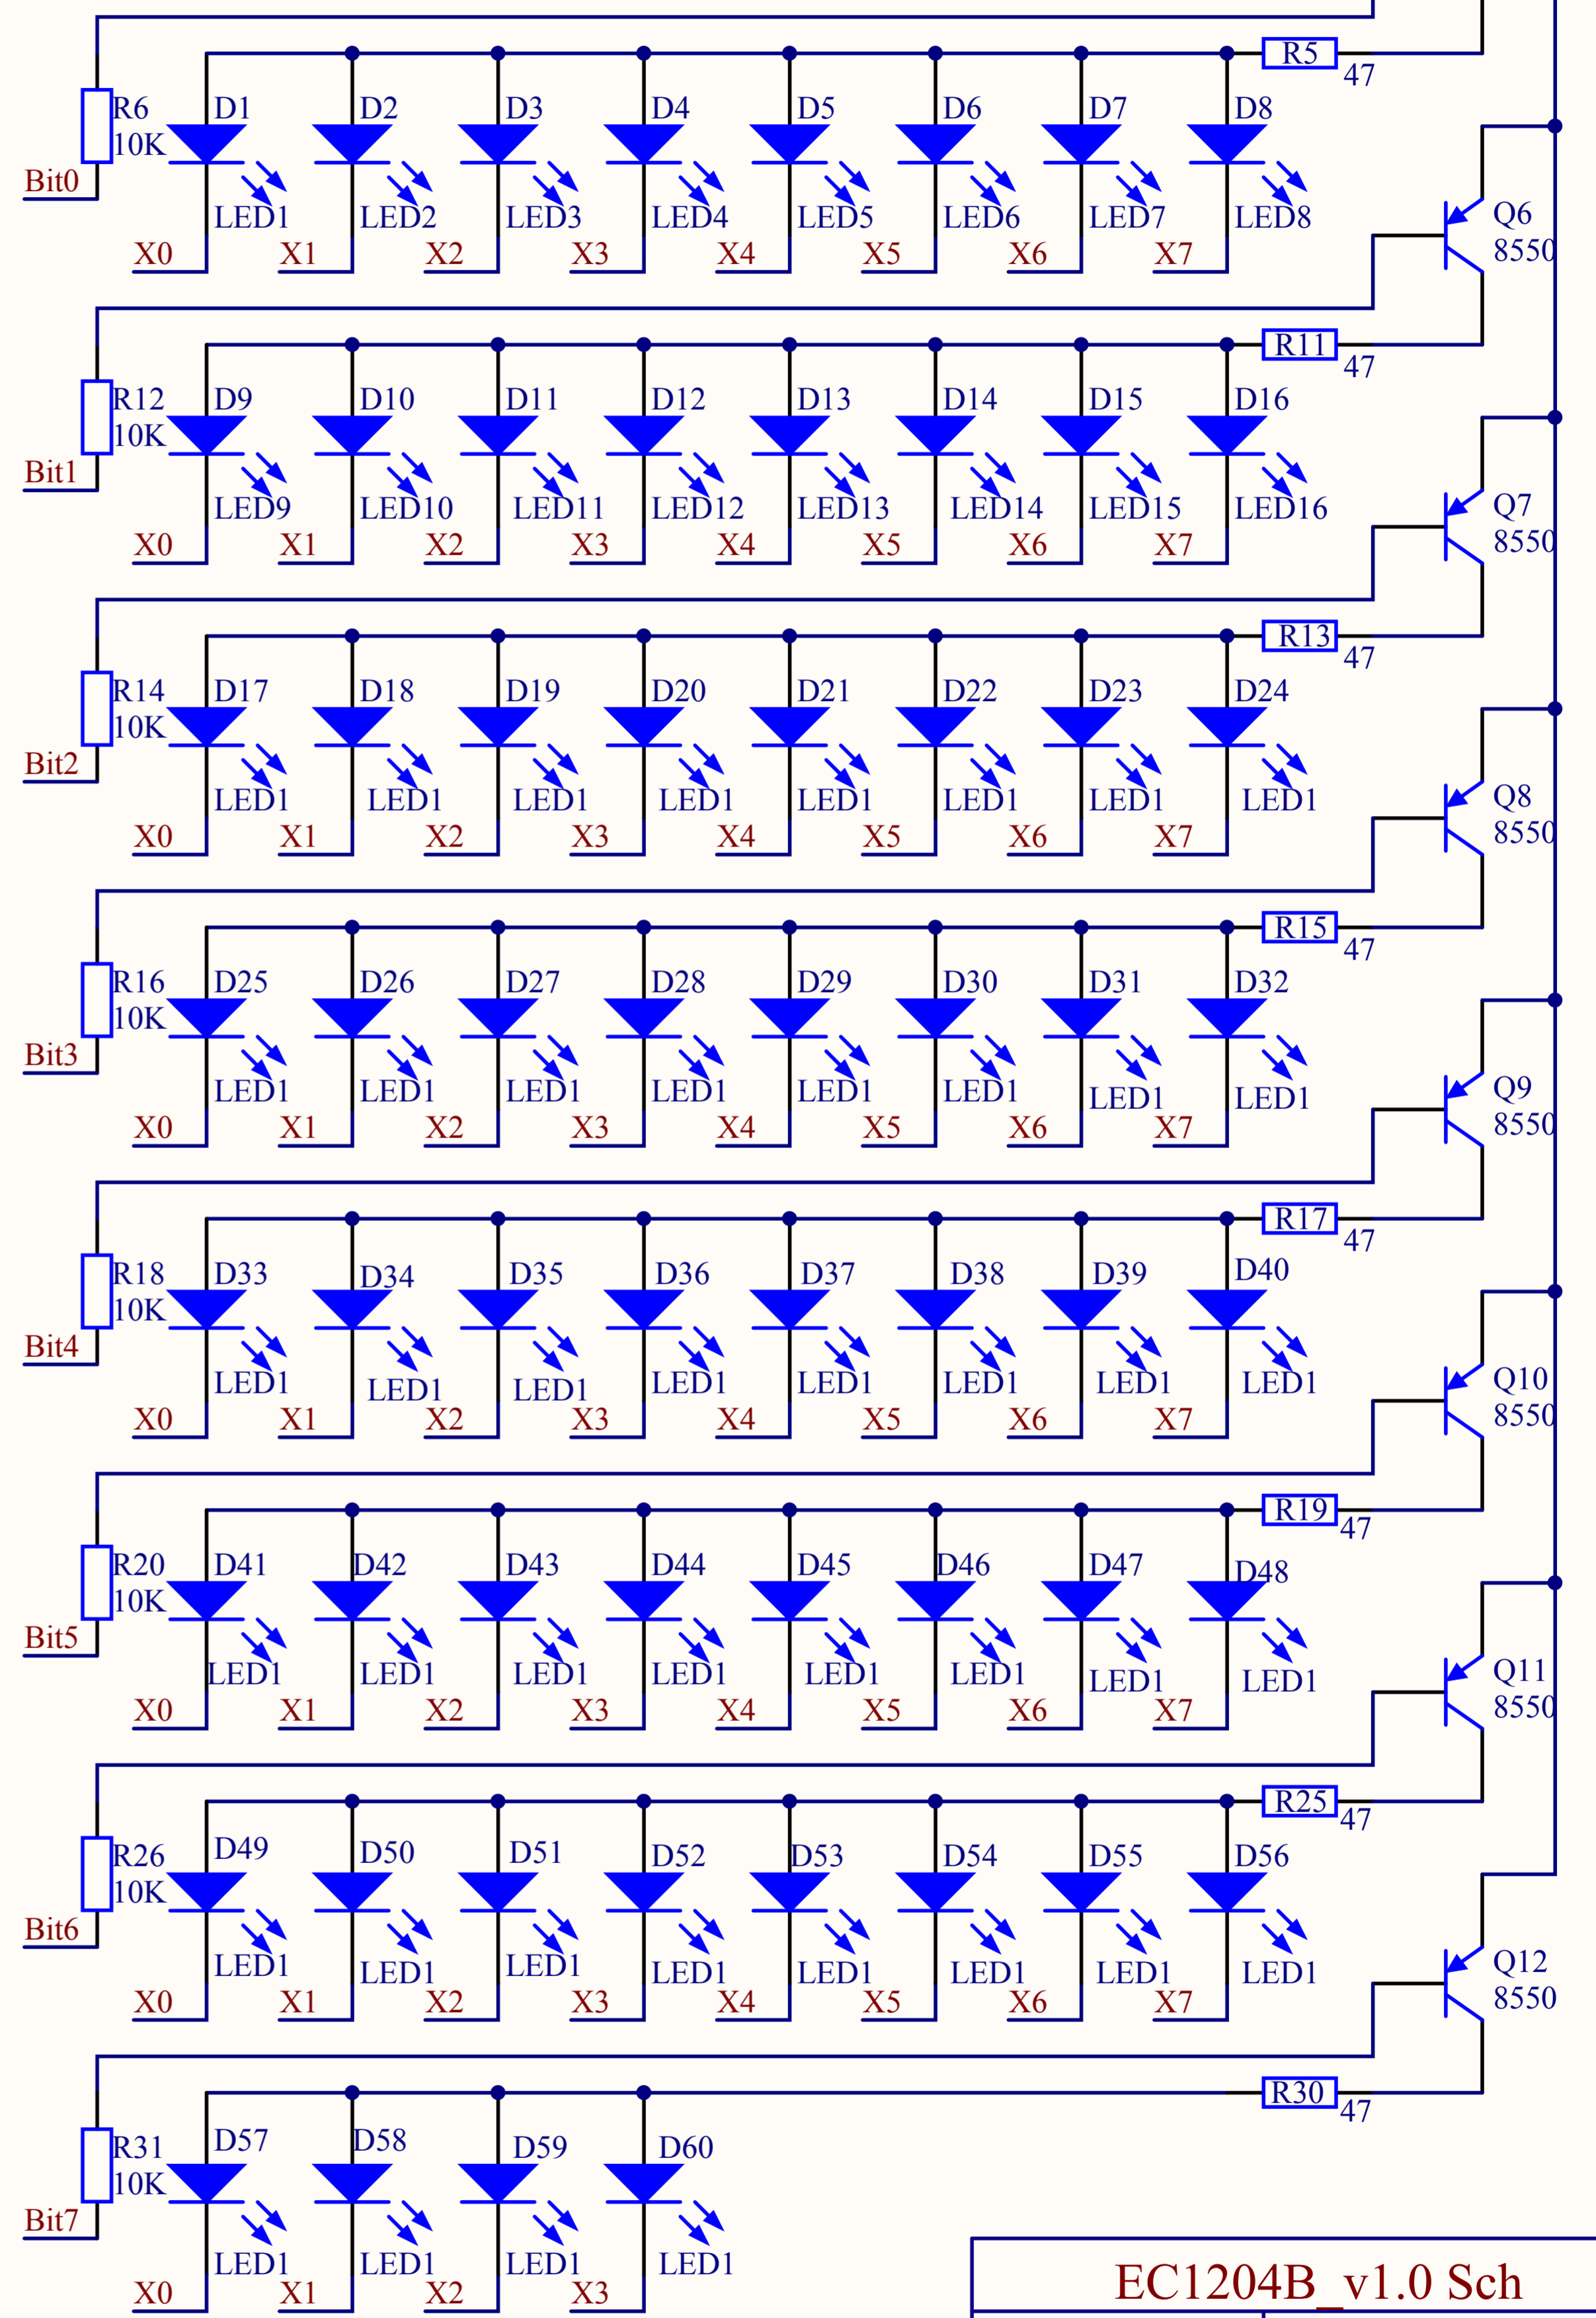 R5
47
R6 D1 D2 D3 D4 D5 D6 D7 D8
10K
Bit0
LED1 LED2 LED3 LED4 LED5 LED6 LED7 LED8 Q6
X0 X1 X2 X3 X4 X5 X6 X7 8550
R11
47
R12 D9 D10 D11 D12 D13 D14 D15 D16
10K
Bit1
LED9 LED10 LED11 LED12 LED13 LED14 LED15 LED16 Q7
X0 X1 X2 X3 X4 X5 X6 X7 8550
R13
47
R14 D17 D18 D19 D20 D21 D22 D23 D24
10K
Bit2
LED1 LED1 LED1 LED1 LED1 LED1 LED1 LED1 Q8
X0 X1 X2 X3 X4 X5 X6 X7 8550
R15
47
R16 D25 D26 D27 D28 D29 D30 D31 D32
10K
Bit3
LED1 LED1 LED1 LED1 LED1 LED1 LED1 LED1 Q9
X0 X1 X2 X3 X4 X5 X6 X7 8550
R17
47
R18 D33 D34 D35 D36 D37 D38 D39 D40
10K
Bit4
LED1 LED1 LED1 LED1 LED1 LED1 LED1 LED1 Q10
X0 X1 X2 X3 X4 X5 X6 X7 8550
R19
47
R20 D41 D42 D43 D44 D45 D46 D47 D48
10K
Bit5
LED1 LED1 LED1 LED1 LED1 LED1 LED1 LED1 Q11
X0 X1 X2 X3 X4 X5 X6 X7 8550
R25
47
R26 D49 D50 D51 D52 D53 D54 D55 D56
10K
Bit6
LED1 LED1 LED1 LED1 LED1 LED1 LED1 LED1 Q12
X0 X1 X2 X3 X4 X5 X6 X7 8550
R30
47
R31 D57 D58 D59 D60
10K
Bit7
LED1 LED1 LED1 LED1
X0 X1 X2 X3
EC1204B_v1.0 Sch